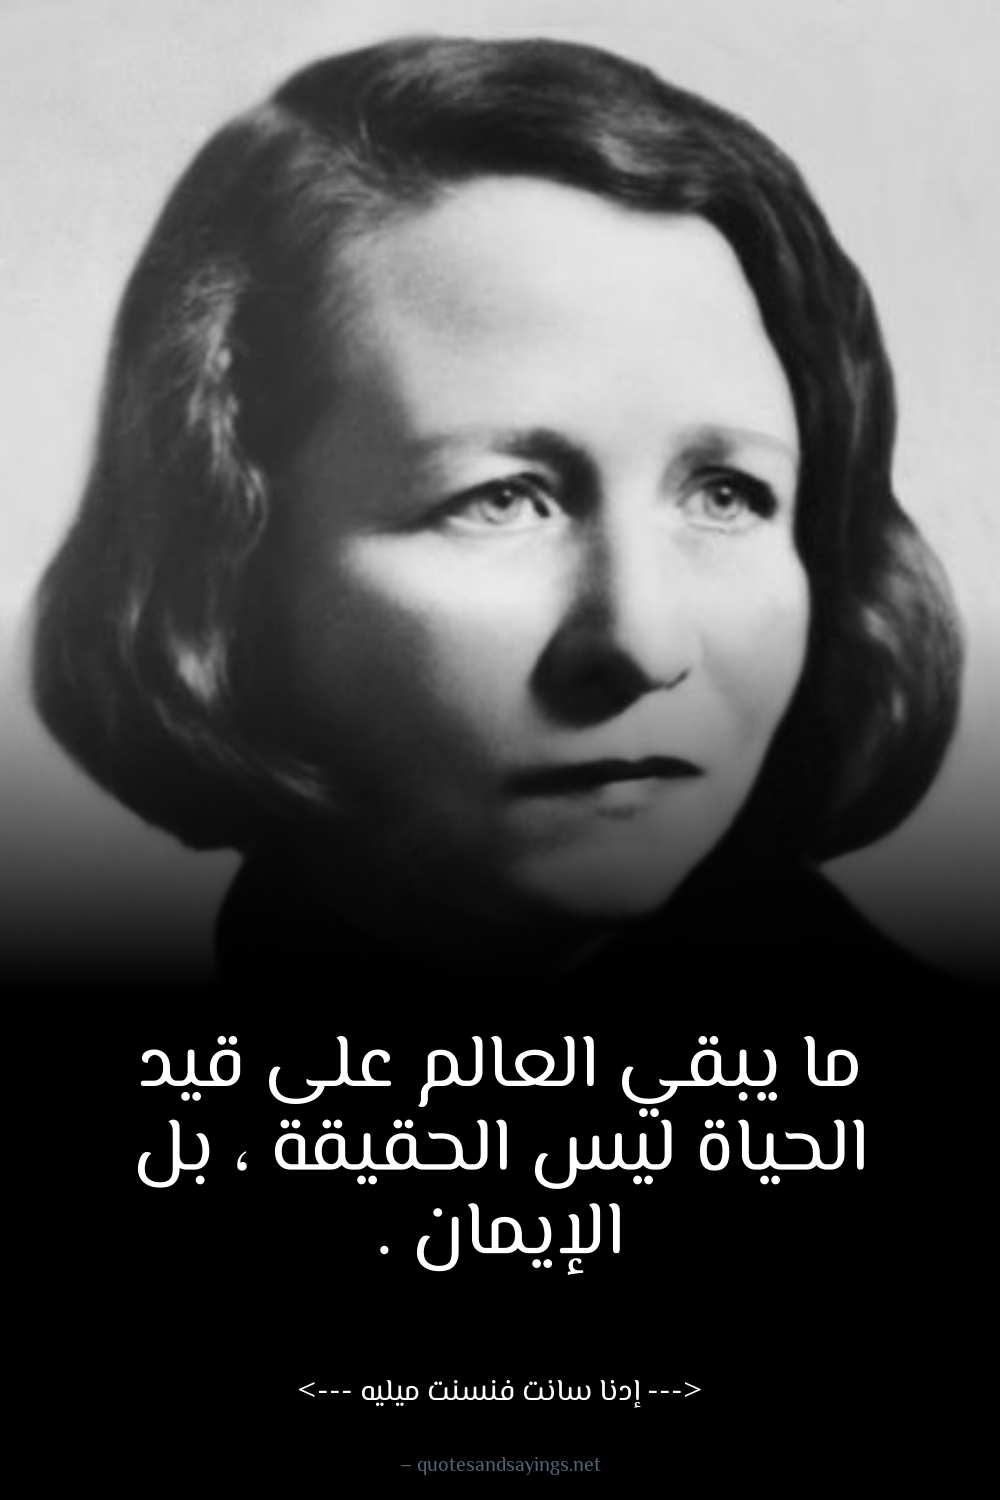 ما يبقي العالم على قيد
الحياة ليس الحقيقة ، بل
الإيمان .
<--- إدنا سانت فنسنت ميليه --->
– quotesandsayings.net